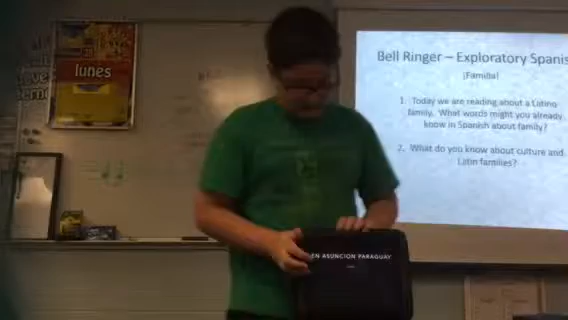 lunes
Bell Ringer – Exploratory Spanis
¡Familia!
1. Today we are reading about a Latino
family. What words might you already
know in Spanish about family?
2. What do you know about culture and
Latin families?
EN ASUNCION PARAGUAY